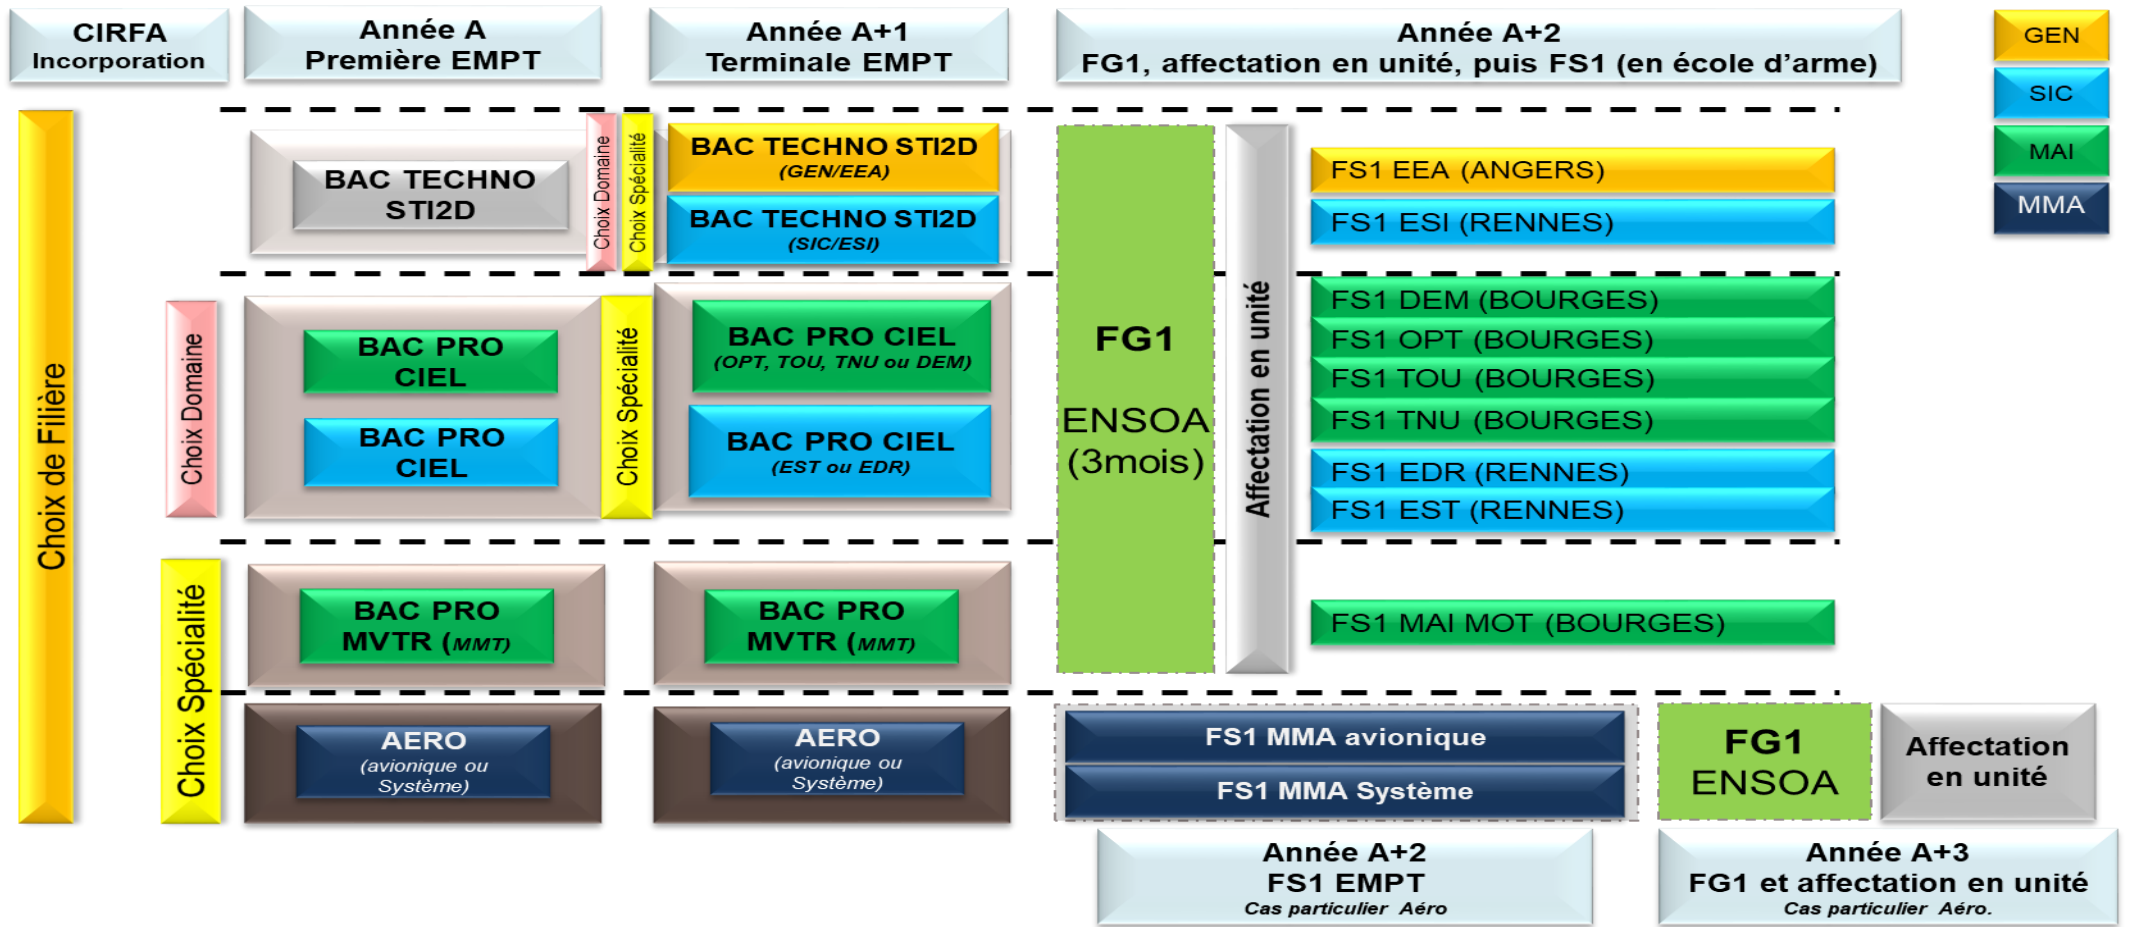 CIRFA
Incorporation
Année A
Première EMPT
Année A+1
Terminale EMPT
Année A+2
FG1, affectation en unité, puis FS1 (en école d’arme)
GEN
SIC
MAI
MMA
Choix de Filière
BAC TECHNO
STI2D
Choix Domaine
Choix Spécialité
BAC TECHNO STI2D
(GEN/EEA)
BAC TECHNO STI2D
(SIC/ESI)
FG1
ENSOA
(3mois)
Affectation en unité
FS1 EEA (ANGERS)
FS1 ESI (RENNES)
Choix Domaine
BAC PRO
CIEL
BAC PRO
CIEL
Choix Spécialité
BAC PRO CIEL
(OPT, TOU, TNU ou DEM)
BAC PRO CIEL
(EST ou EDR)
FS1 DEM (BOURGES)
FS1 OPT (BOURGES)
FS1 TOU (BOURGES)
FS1 TNU (BOURGES)
FS1 EDR (RENNES)
FS1 EST (RENNES)
Choix Spécialité
BAC PRO
MVTR (MMT)
BAC PRO
MVTR (MMT)
FS1 MAI MOT (BOURGES)
AERO
(avionique ou
Système)
AERO
(avionique ou
Système)
FS1 MMA avionique
FS1 MMA Système
FG1
ENSOA
Affectation
en unité
Année A+2
FS1 EMPT
Cas particulier Aéro
Année A+3
FG1 et affectation en unité
Cas particulier Aéro.